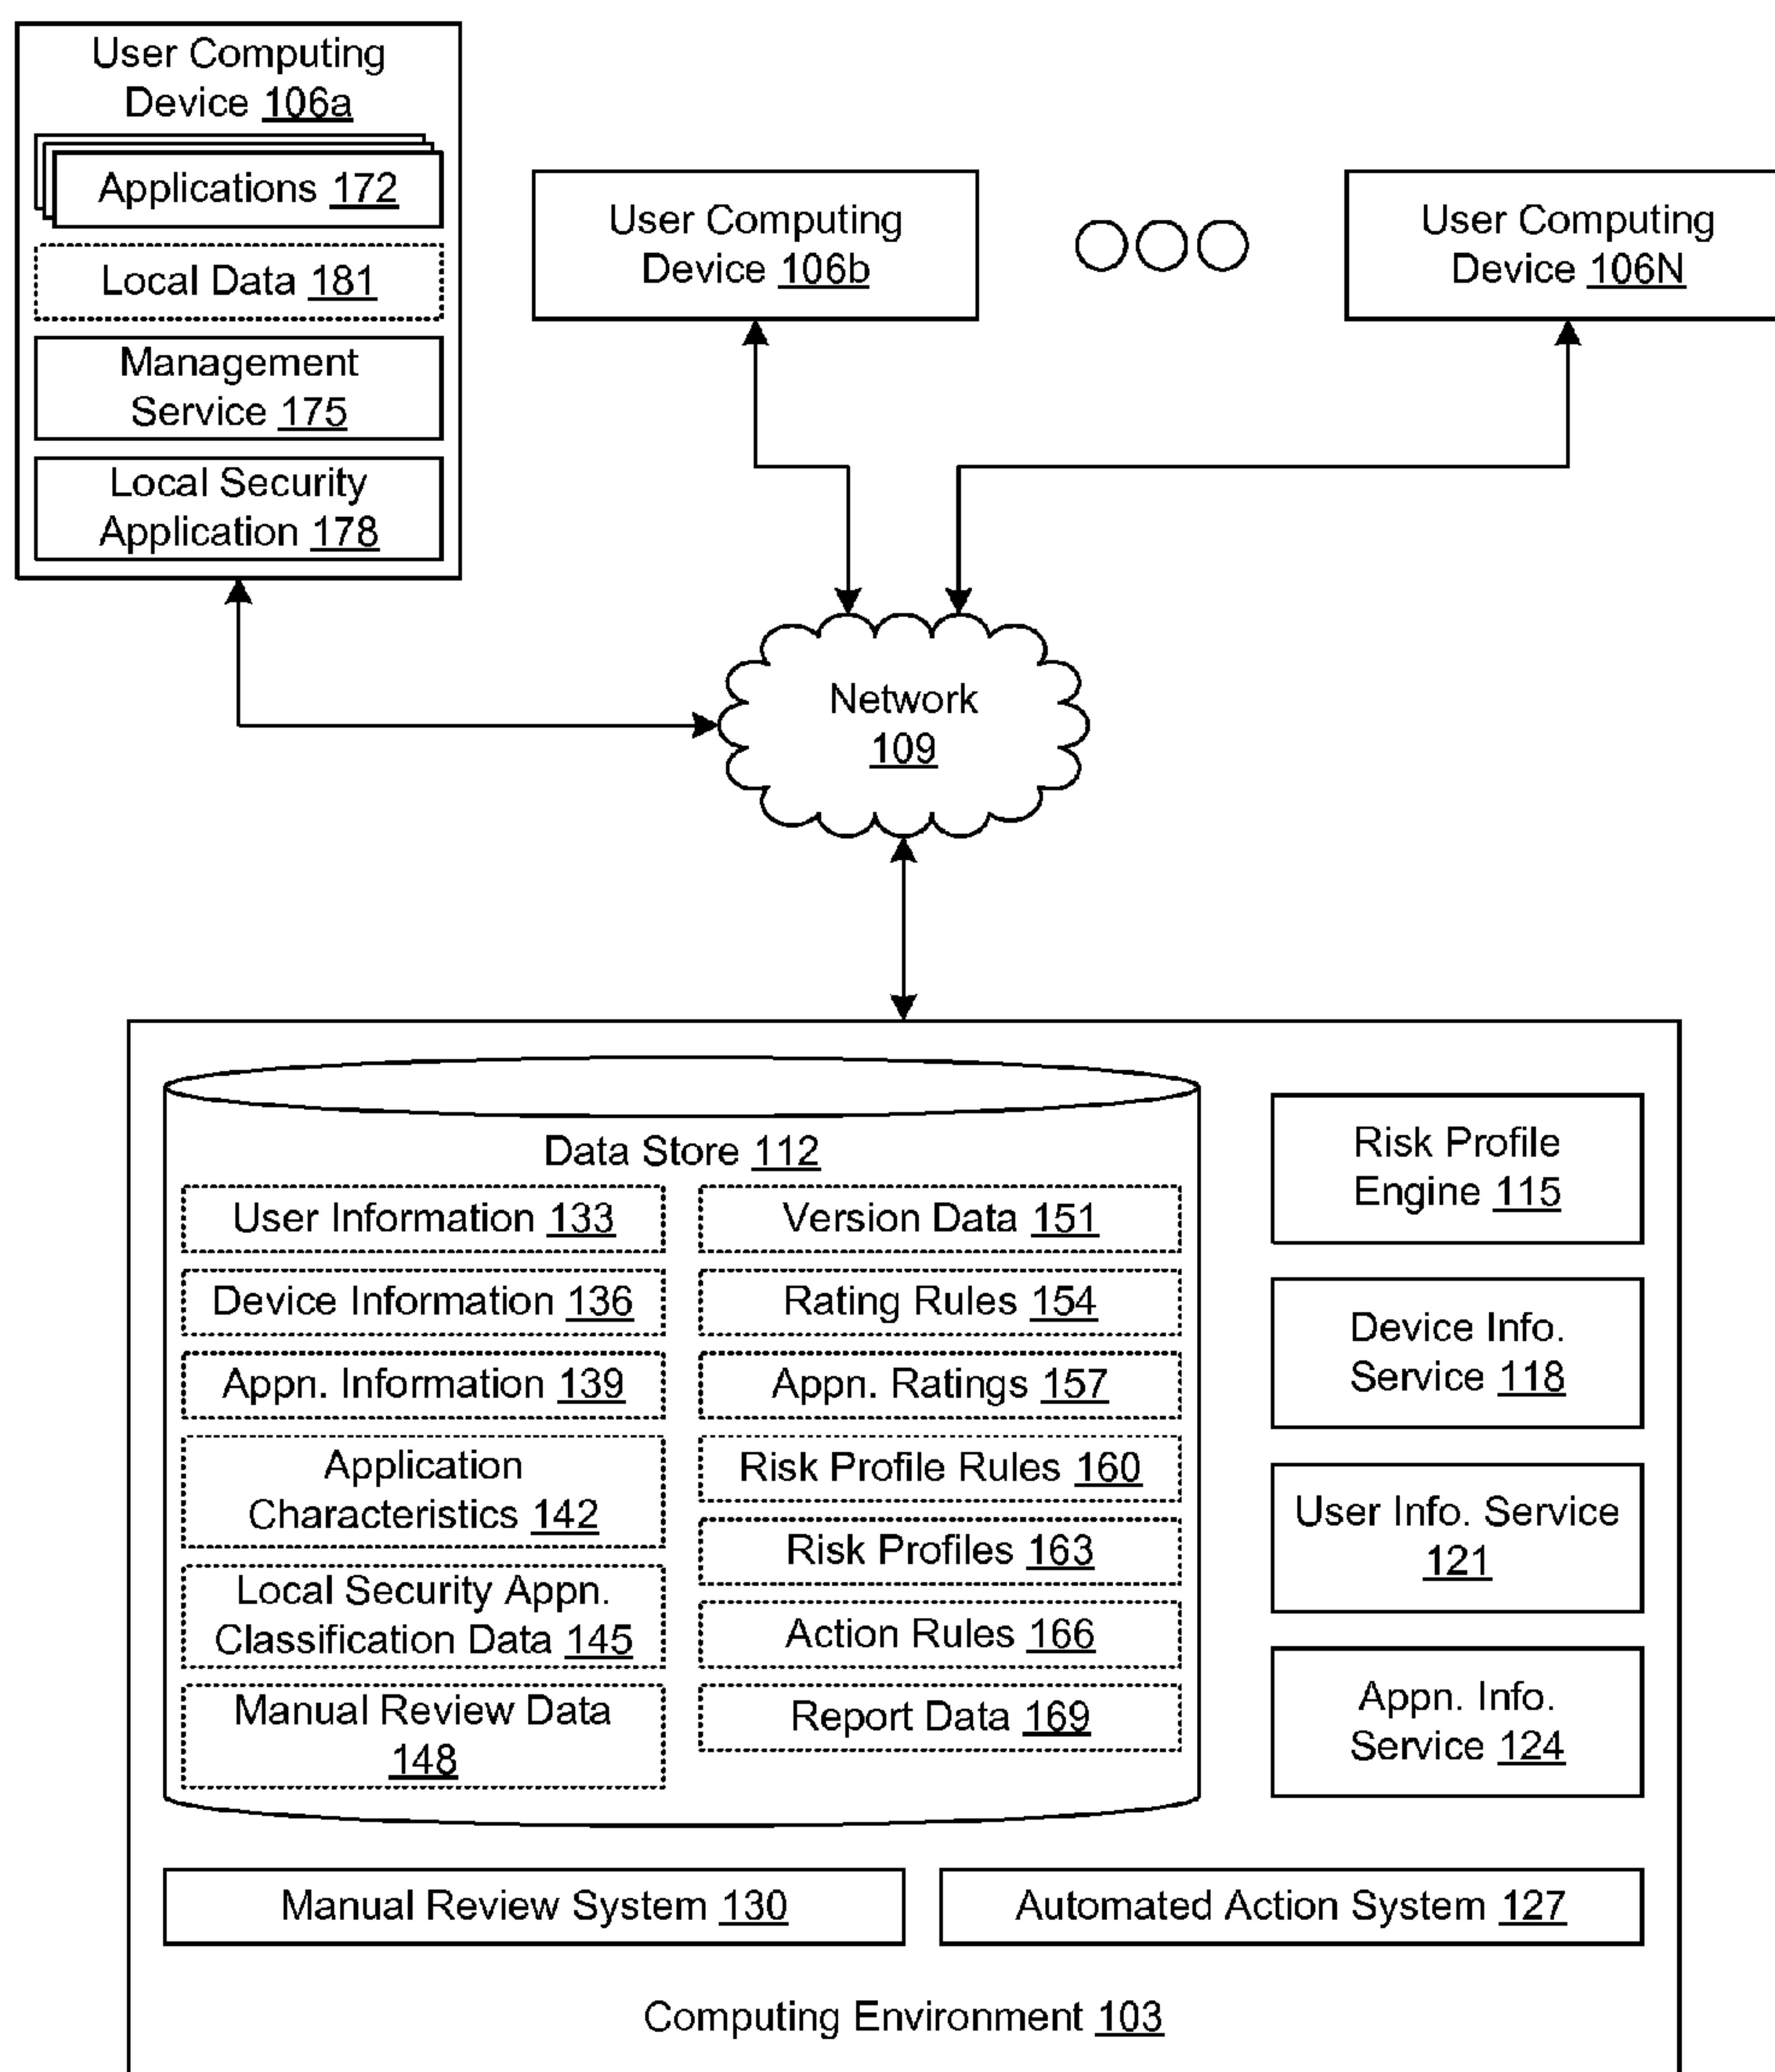 User Computing
Device 106a
Applications 172
Local Data 181
Management
Service 175
Local Security
Application 178
User Computing
Device 106b
User Computing
Device 106N
Network
109
Data Store 112
User Information 133
Device Information 136
Appn. Information 139
Application
Characteristics 142
Local Security Appn.
Classification Data 145
Manual Review Data
148
Version Data 151
Rating Rules 154
Appn. Ratings 157
Risk Profile Rules 160
Risk Profiles 163
Action Rules 166
Report Data 169
Risk Profile
Engine 115
Device Info.
Service 118
User Info. Service
121
Appn. Info.
Service 124
Manual Review System 130
Automated Action System 127
Computing Environment 103